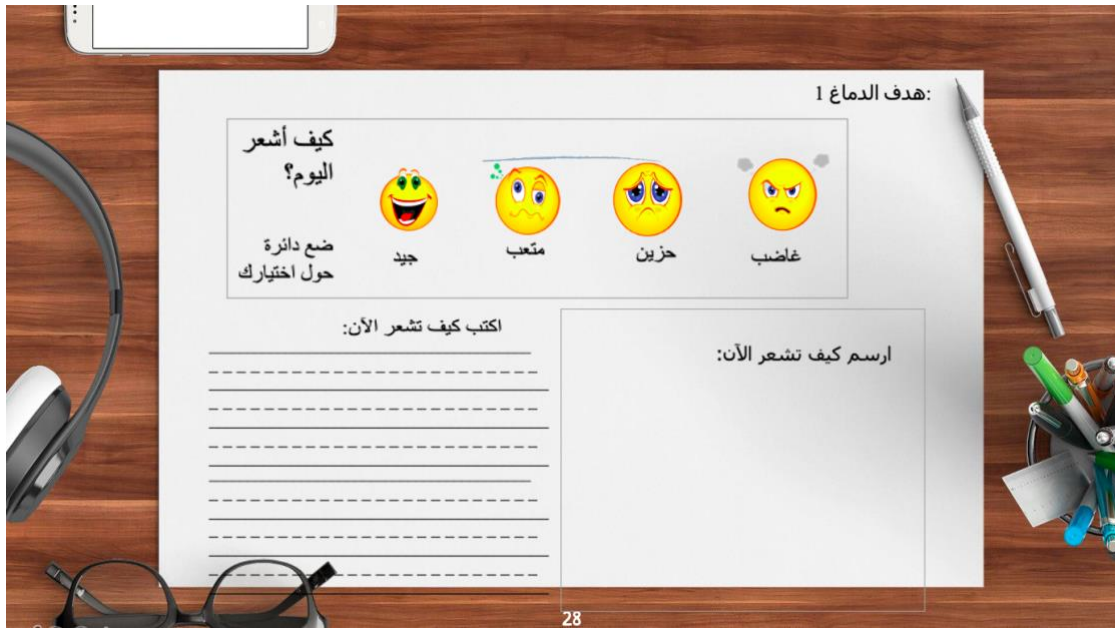 هدف الدماغ 1:
كيف أشعر
اليوم؟
ضع دائرة
حول اختيارك
غاضب
حزين
متعب
جيد
ارسم كيف تشعر الآن:
اكتب كيف تشعر الآن:
28